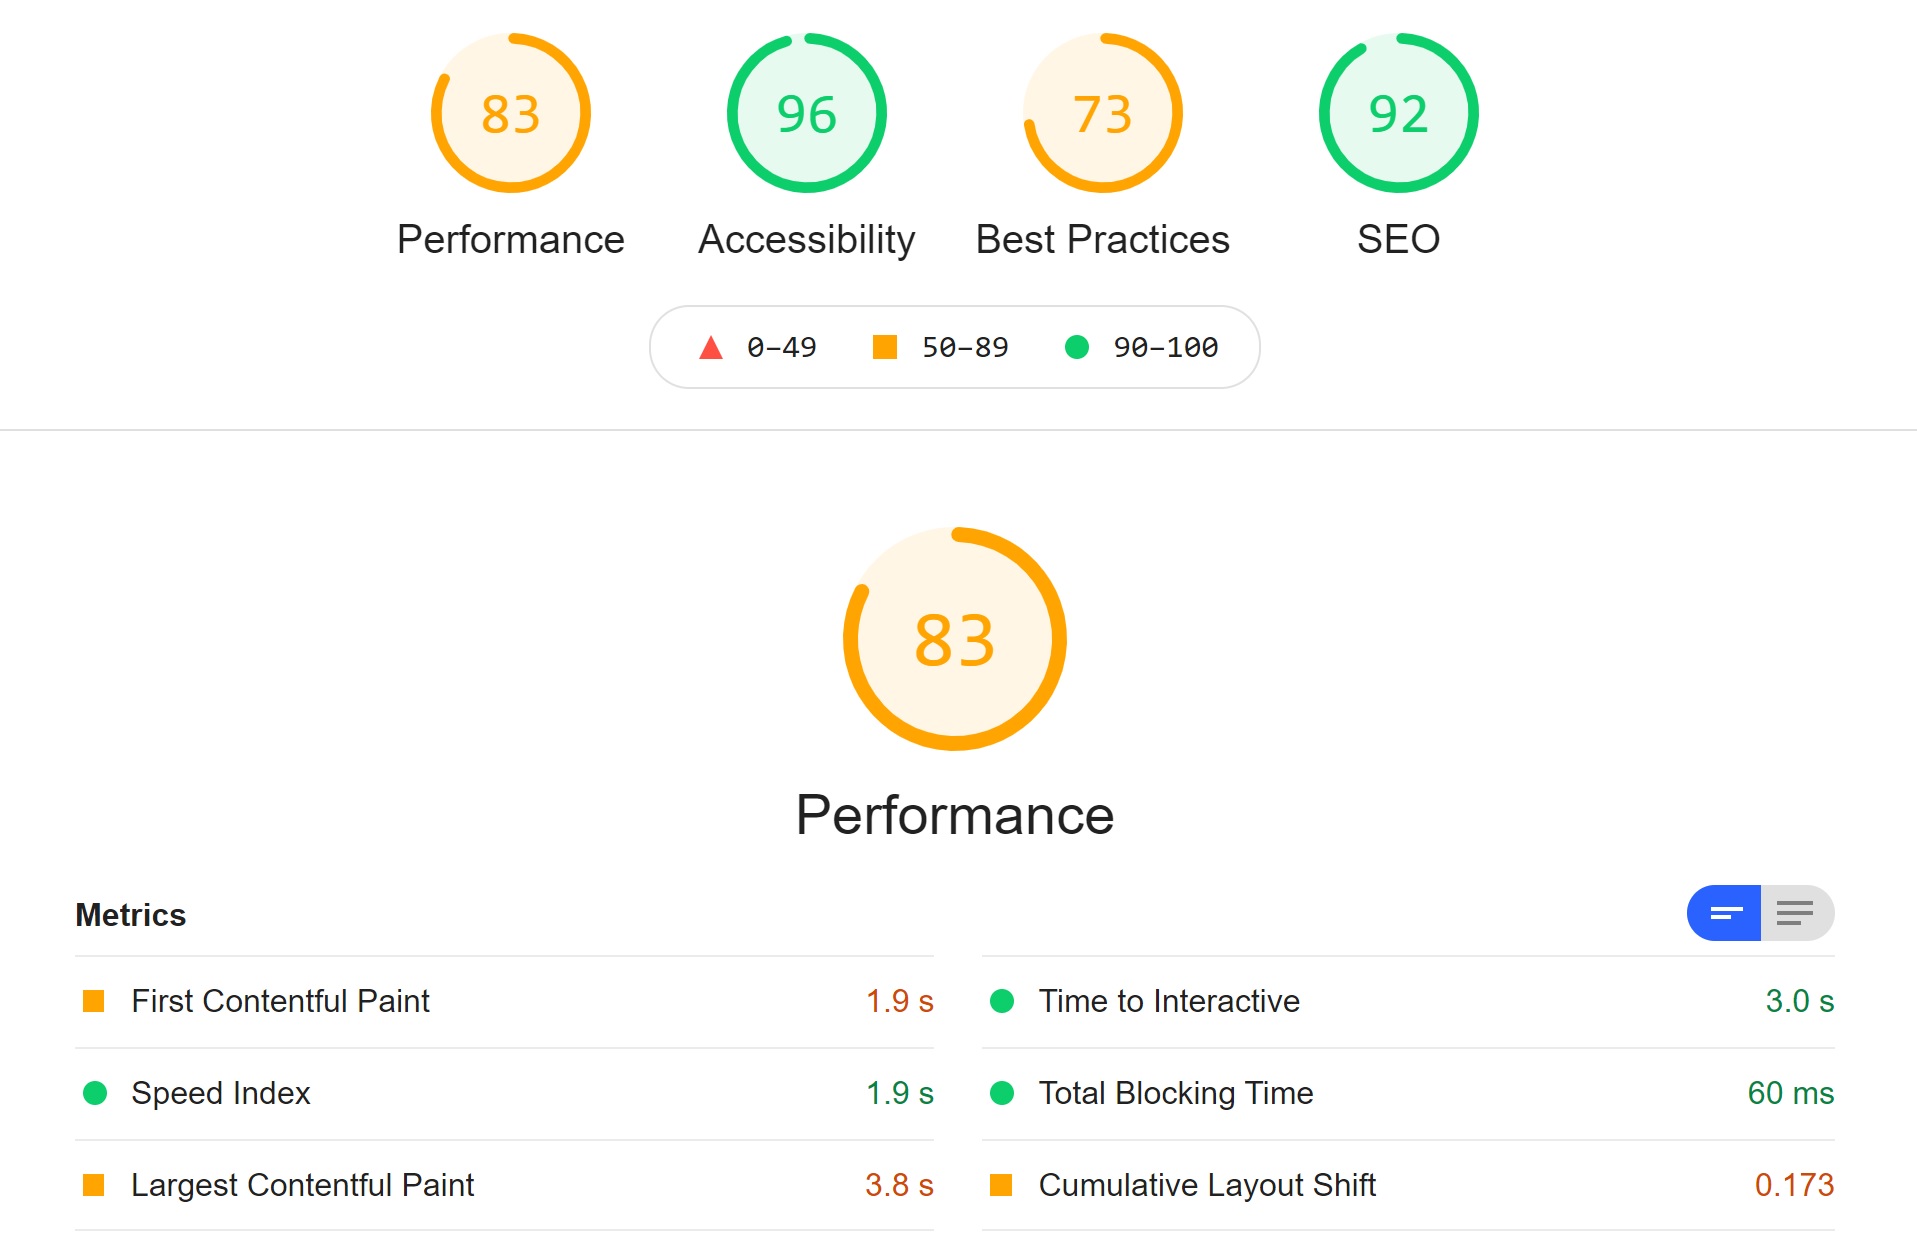 83 96 73 92
Performance Accessibility Best Practices SEO
0–49 50–89 90–100
83
Performance
Metrics
First Contentful Paint 1.9 s Time to Interactive 3.0 s
Speed Index 1.9 s Total Blocking Time 60 ms
Largest Contentful Paint 3.8 s Cumulative Layout Shift 0.173